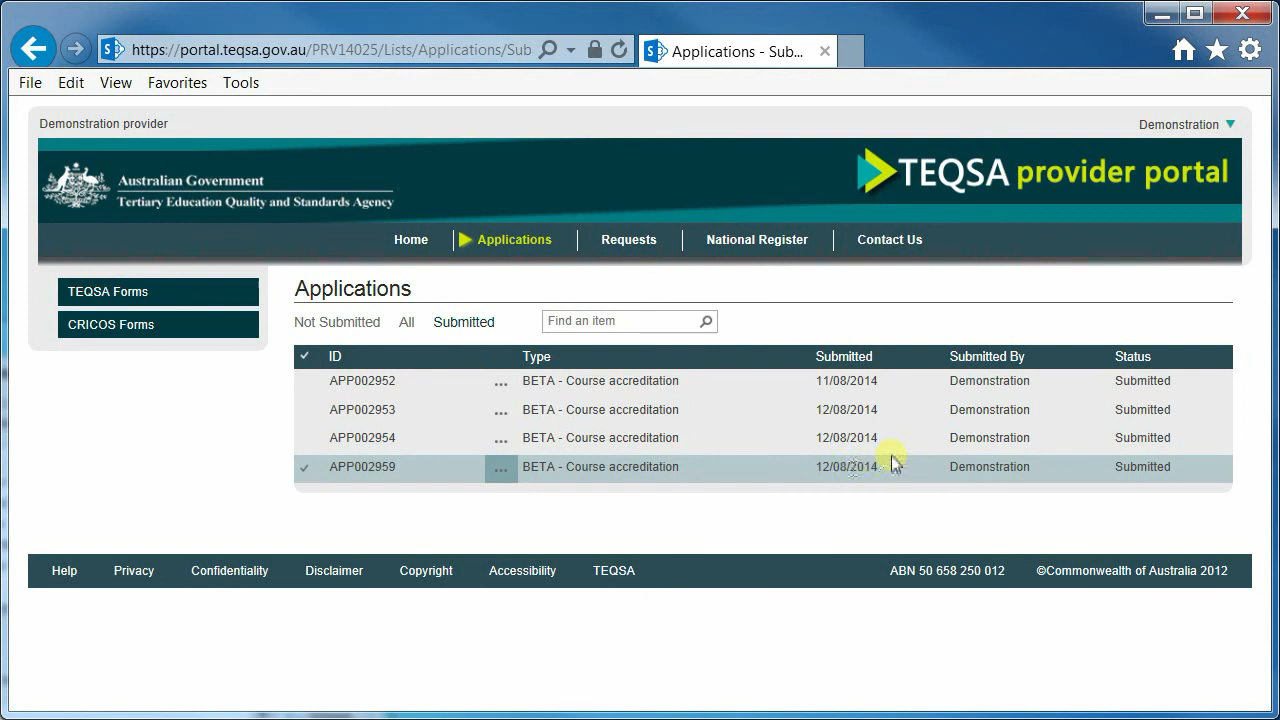 https://portal.teqsa.gov.au/PRV14025/Lists/Applications/Sub
Applications - Sub...
File Edit View Favorites Tools
Demonstration provider
Demonstration
Australian Government
Tertiary Education Quality and Standards Agency
TEQSA provider portal
Home Applications Requests National Register Contact Us
TEQSA Forms
CRICOS Forms
Applications
Not Submitted All Submitted Find an item
ID Type Submitted Submitted By Status
APP002952 ... BETA - Course accreditation 11/08/2014 Demonstration Submitted
APP002953 ... BETA - Course accreditation 12/08/2014 Demonstration Submitted
APP002954 ... BETA - Course accreditation 12/08/2014 Demonstration Submitted
APP002959 ... BETA - Course accreditation 12/08/2014 Demonstration Submitted
Help Privacy Confidentiality Disclaimer Copyright Accessibility TEQSA ABN 50 658 250 012 ©Commonwealth of Australia 2012